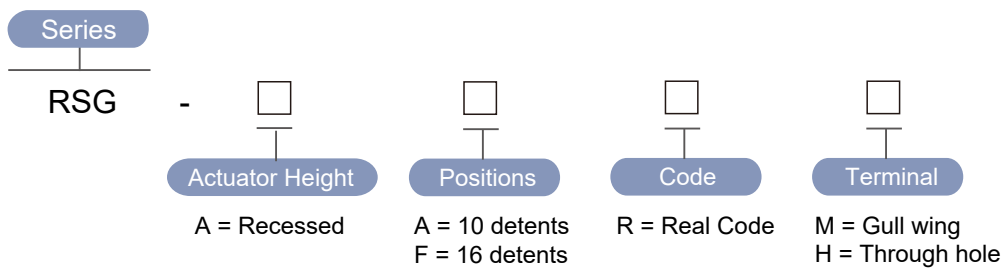 Series
RSG - □ □ □ □
Actuator Height Positions Code Terminal
A = Recessed A = 10 detents R = Real Code M = Gull wing
F = 16 detents H = Through hole